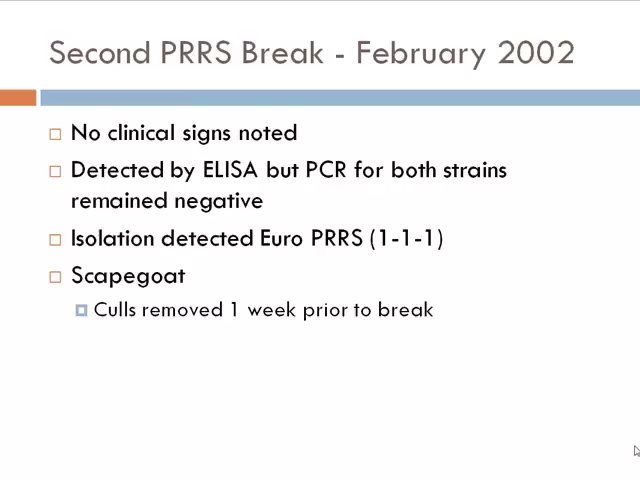 Second PRRS Break - February 2002
No clinical signs noted
Detected by ELISA but PCR for both strains
remained negative
Isolation detected Euro PRRS (1-1-1)
Scapegoat
Culls removed 1 week prior to break